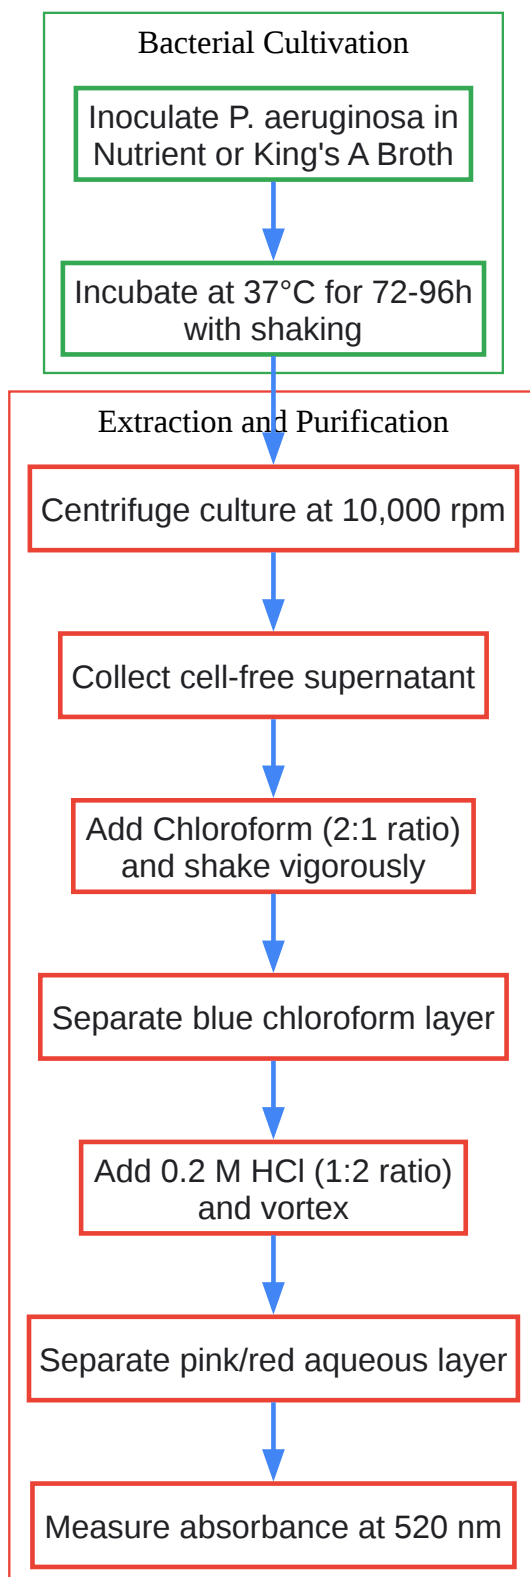 Bacterial Cultivation
Inoculate P. aeruginosa in
Nutrient or King's A Broth
Incubate at 37°C for 72-96h
with shaking
Extraction and Purification
Centrifuge culture at 10,000 rpm
Collect cell-free supernatant
Add Chloroform (2:1 ratio)
and shake vigorously
Separate blue chloroform layer
Add 0.2 M HCl (1:2 ratio)
and vortex
Separate pink/red aqueous layer
Measure absorbance at 520 nm